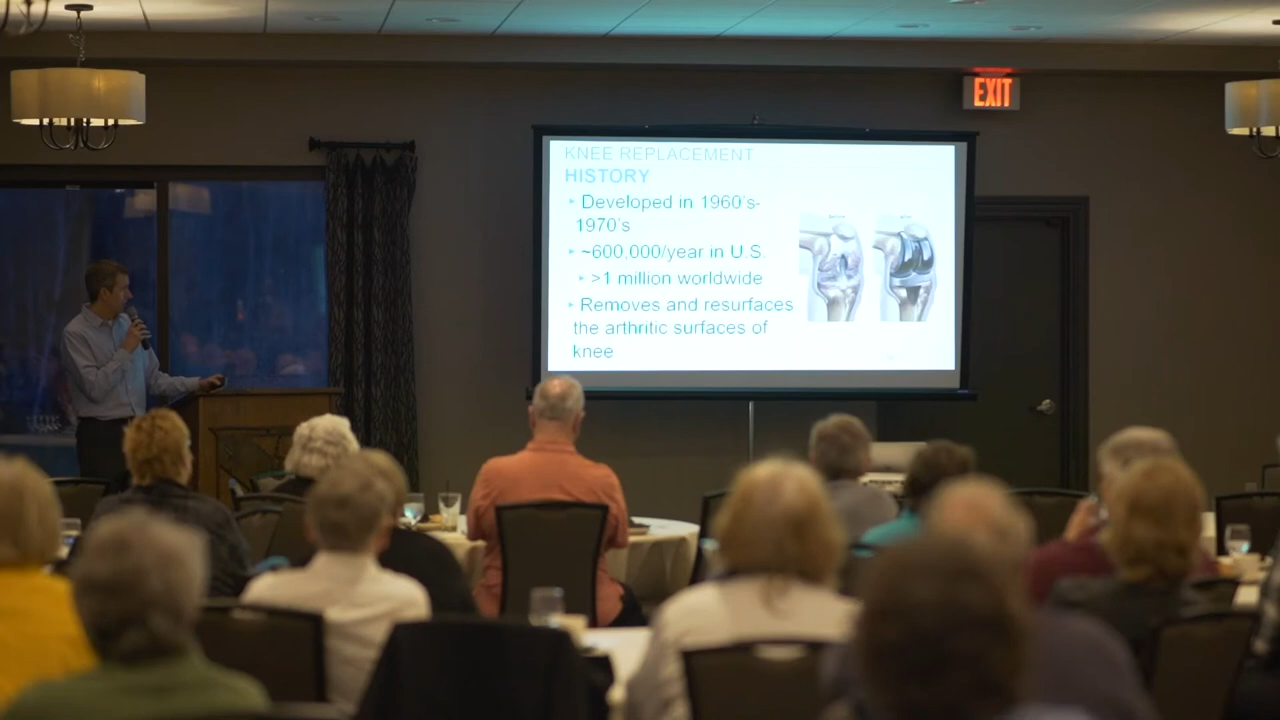 EXIT
KNEE REPLACEMENT
HISTORY
Developed in 1960's-
1970's
~600,000/year in U.S.
>1 million worldwide
Removes and resurfaces
the arthritic surfaces of
knee